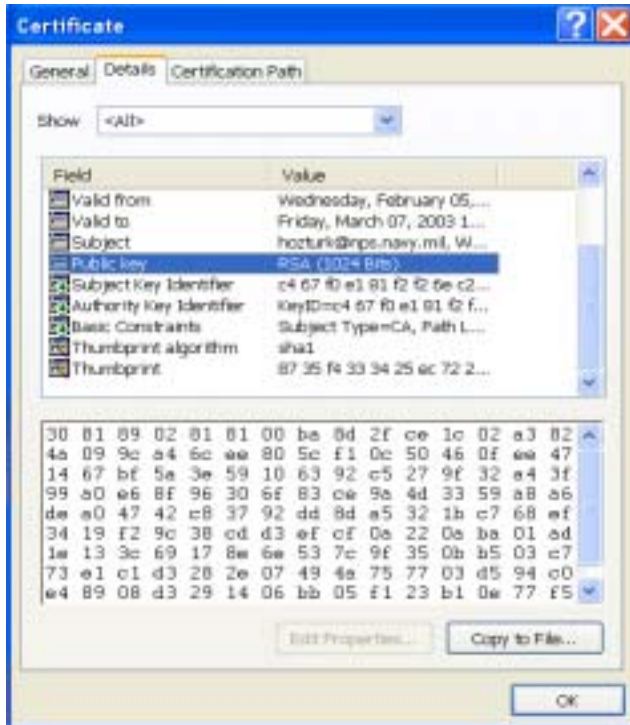 Certificate
General Details Certification Path
Show <All>
Field Value
Valid from Wednesday, February 05,...
Valid to Friday, March 07, 2003 1...
Subject hozturk@nps.navy.mil, W...
Public key RSA (1024 Bits)
Subject Key Identifier c4 67 f0 e1 81 f2 f2 6e c2...
Authority Key Identifier KeyID=c4 67 f0 e1 81 f2 f...
Basic Constraints Subject Type=CA, Path L...
Thumbprint algorithm sha1
Thumbprint 87 35 f4 33 34 25 ec 72 2...
30 81 89 02 81 81 00 ba 8d 2f ce 1c 02 a3 82
4a 09 9c a4 6c ee 80 5c f1 0c 50 46 0f ee 47
14 67 bf 5a 3e 59 10 63 92 c5 27 9f 32 a4 3f
99 a0 e6 8f 96 30 6f 83 ce 9a 4d 33 59 a8 a6
de a0 47 42 c8 37 92 dd 8d a5 32 1b c7 68 ef
34 19 f2 9c 38 cd d3 ef cf 0a 22 0a ba 01 ad
1e 13 3c 69 17 8e 6e 53 7c 9f 35 0b b5 03 c7
73 e1 c1 d3 28 2e 07 49 4a 75 77 03 d5 94 c0
e4 89 08 d3 29 14 06 bb 05 f1 23 b1 0e 77 f5
Edit Properties... Copy to File...
OK